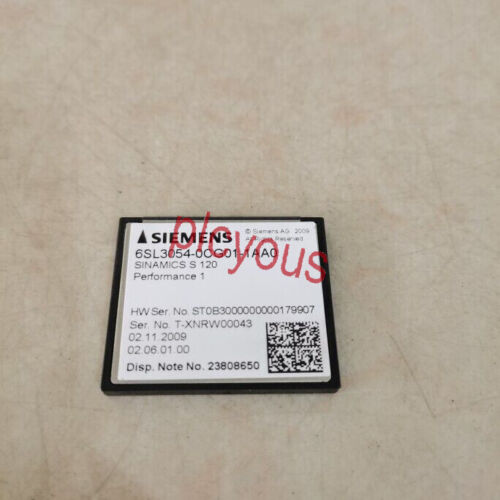 SIEMENS
© Siemens AG 2009
All Rights Reserved
6SL3054-0CG01-1AA0
SINAMICS S 120
Performance 1
HW Ser. No. ST0B3000000000179907
Ser. No. T-XNRW00043
02.11.2009
02.06.01.00
Disp. Note No. 23808650
plcyous